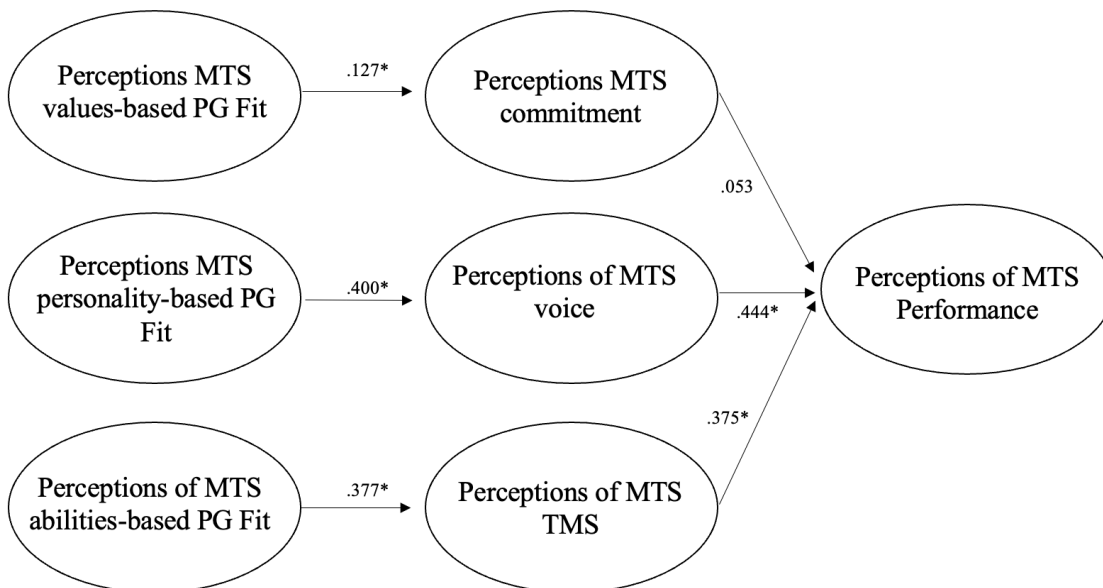 Perceptions MTS
values-based PG Fit
.127*
Perceptions MTS
commitment
.053
Perceptions MTS
personality-based PG
Fit
.400*
Perceptions of MTS
voice
.444*
Perceptions of MTS
Performance
Perceptions of MTS
abilities-based PG Fit
.377*
Perceptions of MTS
TMS
.375*